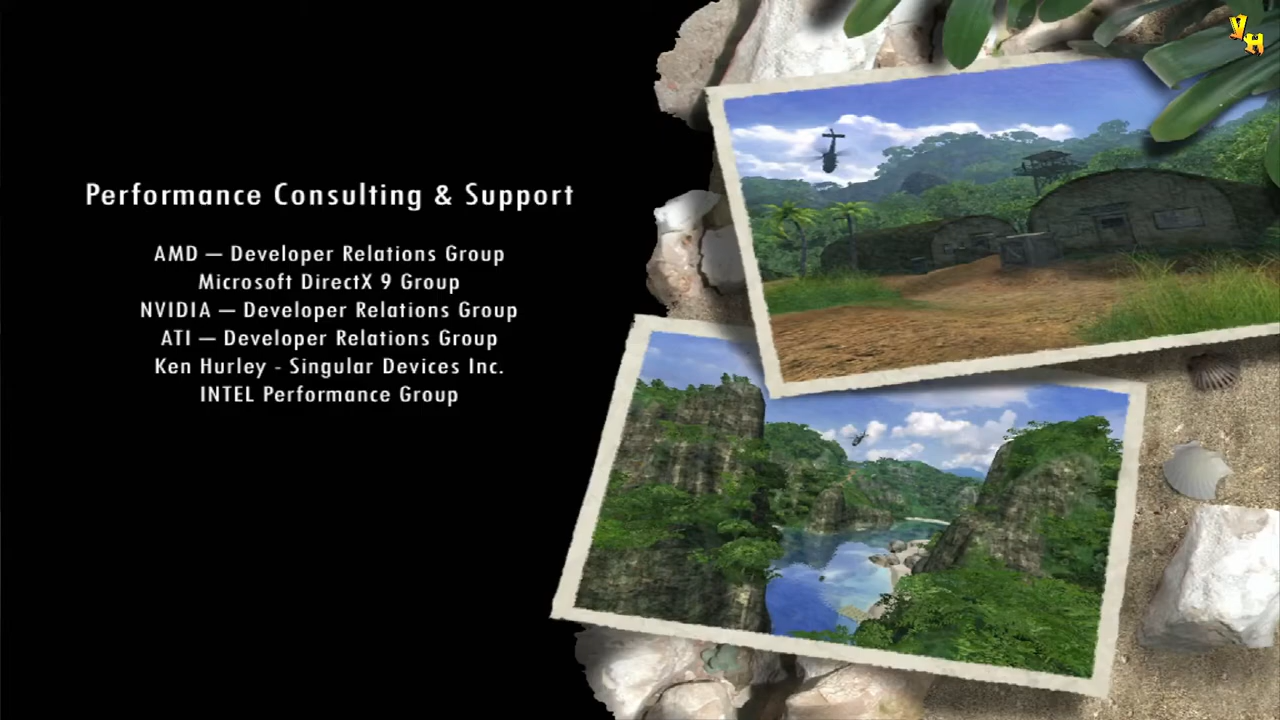 YH
Performance Consulting & Support
AMD — Developer Relations Group
Microsoft DirectX 9 Group
NVIDIA — Developer Relations Group
ATI — Developer Relations Group
Ken Hurley - Singular Devices Inc.
INTEL Performance Group